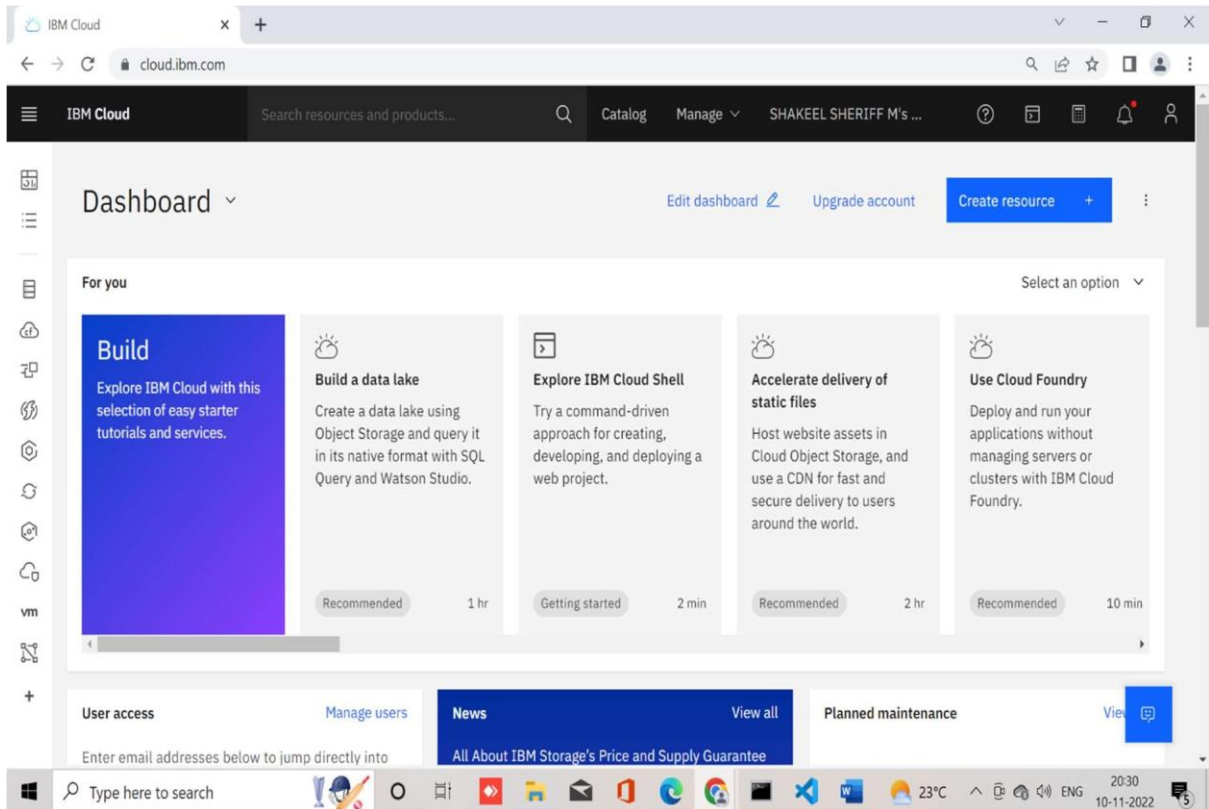 IBM Cloud
cloud.ibm.com
IBM Cloud Search resources and products... Catalog Manage SHAKEEL SHERIFF M's ...
Dashboard Edit dashboard Upgrade account Create resource +
For you Select an option
Build
Explore IBM Cloud with this
selection of easy starter
tutorials and services.
Build a data lake
Create a data lake using
Object Storage and query it
in its native format with SQL
Query and Watson Studio.
Recommended 1 hr
Explore IBM Cloud Shell
Try a command-driven
approach for creating,
developing, and deploying a
web project.
Getting started 2 min
Accelerate delivery of
static files
Host website assets in
Cloud Object Storage, and
use a CDN for fast and
secure delivery to users
around the world.
Recommended 2 hr
Use Cloud Foundry
Deploy and run your
applications without
managing servers or
clusters with IBM Cloud
Foundry.
Recommended 10 min
vm
User access Manage users
Enter email addresses below to jump directly into
News View all
All About IBM Storage's Price and Supply Guarantee
Planned maintenance
Type here to search 23°C ENG 20:30
10-11-2022